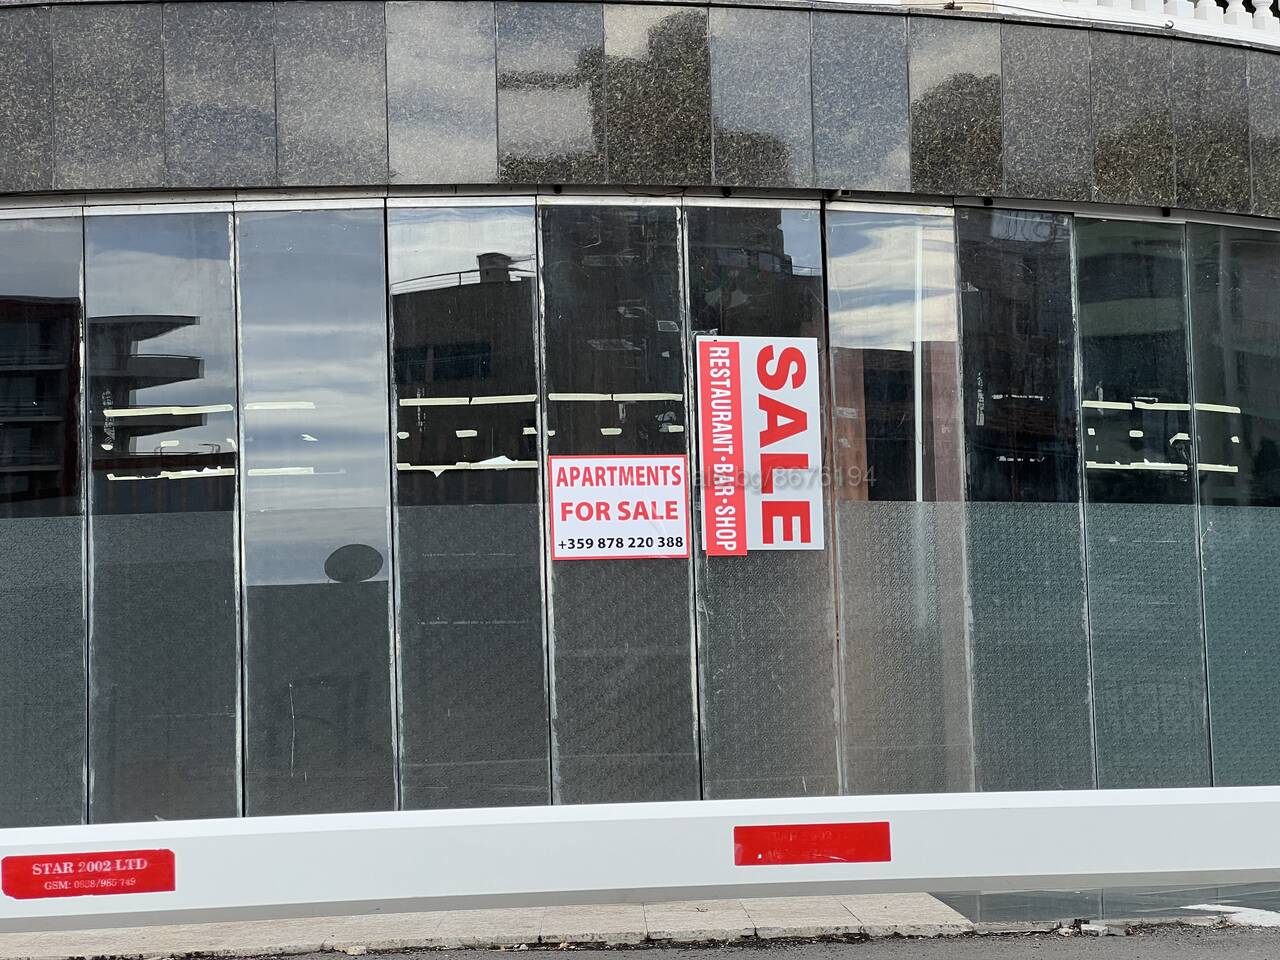 APARTMENTS
FOR SALE
+359 878 220 388
SALE
RESTAURANT·BAR·SHOP
STAR 2002 LTD